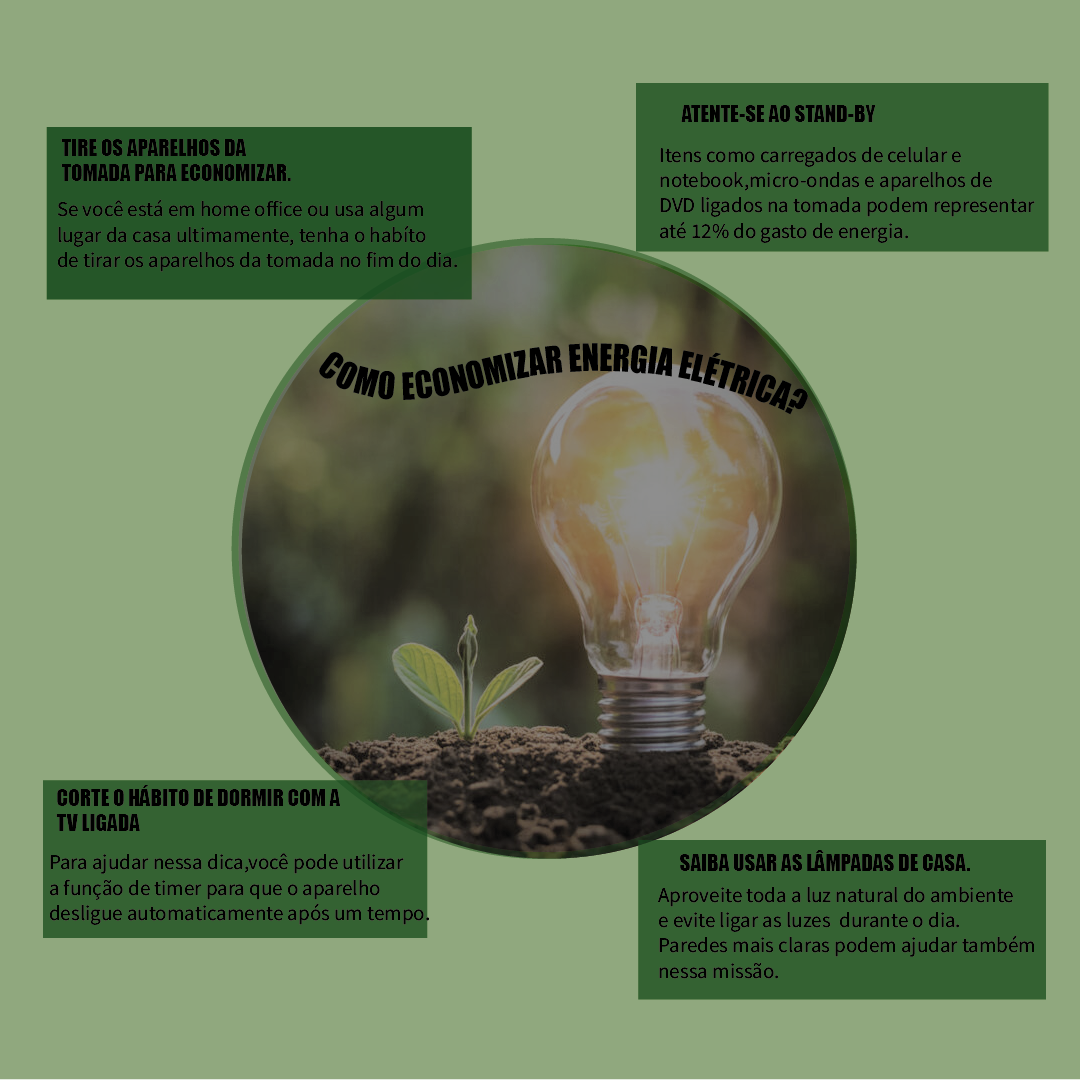 TIRE OS APARELHOS DA
TOMADA PARA ECONOMIZAR.
Se você está em home office ou usa algum
lugar da casa ultimamente, tenha o habíto
de tirar os aparelhos da tomada no fim do dia.
ATENTE-SE AO STAND-BY
Itens como carregados de celular e
notebook,micro-ondas e aparelhos de
DVD ligados na tomada podem representar
até 12% do gasto de energia.
COMO ECONOMIZAR ENERGIA ELÉTRICA?
CORTE O HÁBITO DE DORMIR COM A
TV LIGADA
Para ajudar nessa dica,você pode utilizar
a função de timer para que o aparelho
desligue automaticamente após um tempo.
SAIBA USAR AS LÂMPADAS DE CASA.
Aproveite toda a luz natural do ambiente
e evite ligar as luzes  durante o dia.
Paredes mais claras podem ajudar também
nessa missão.